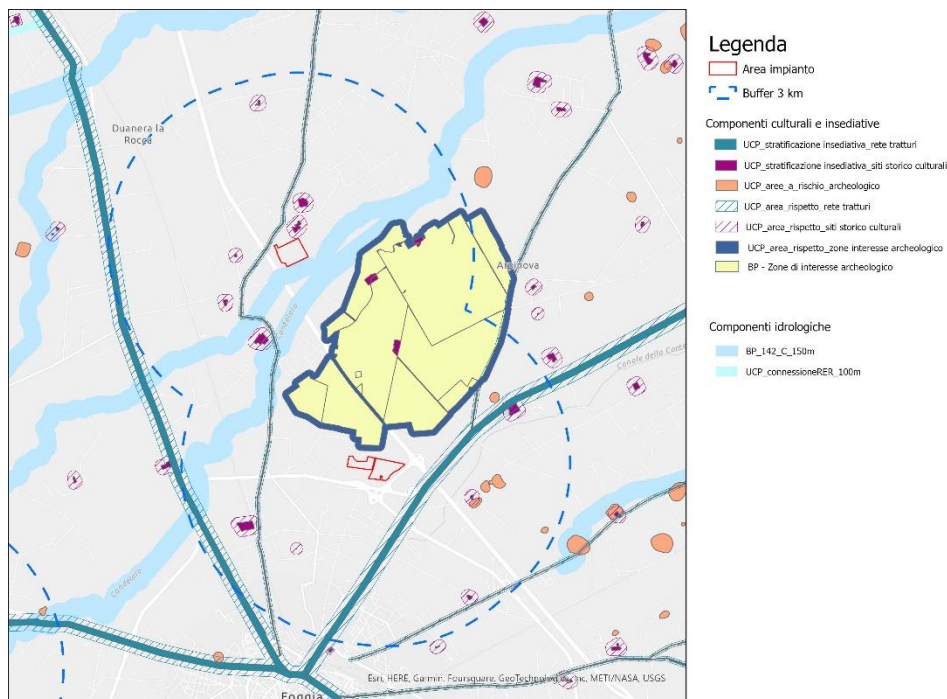 Legenda
Area impianto
Buffer 3 km
Componenti culturali e insediative
UCP_stratificazione insediativa_rete tratturi
UCP_stratificazione insediativa_siti storico culturali
UCP_aree_a_rischio_archeologico
UCP_area_rispetto_rete tratturi
UCP_area_rispetto_siti storico culturali
UCP_area_rispetto_zone interesse archeologico
BP - Zone di interesse archeologico
Componenti idrologiche
BP_142_C_150m
UCP_connessioneRER_100m
Duanera la
Rocca
Arpinova
Candelaro
Canale della
Candelaro
Foggia
Esri, HERE, Garmin, Foursquare, GeoTechnologies, Inc, METI/NASA, USGS